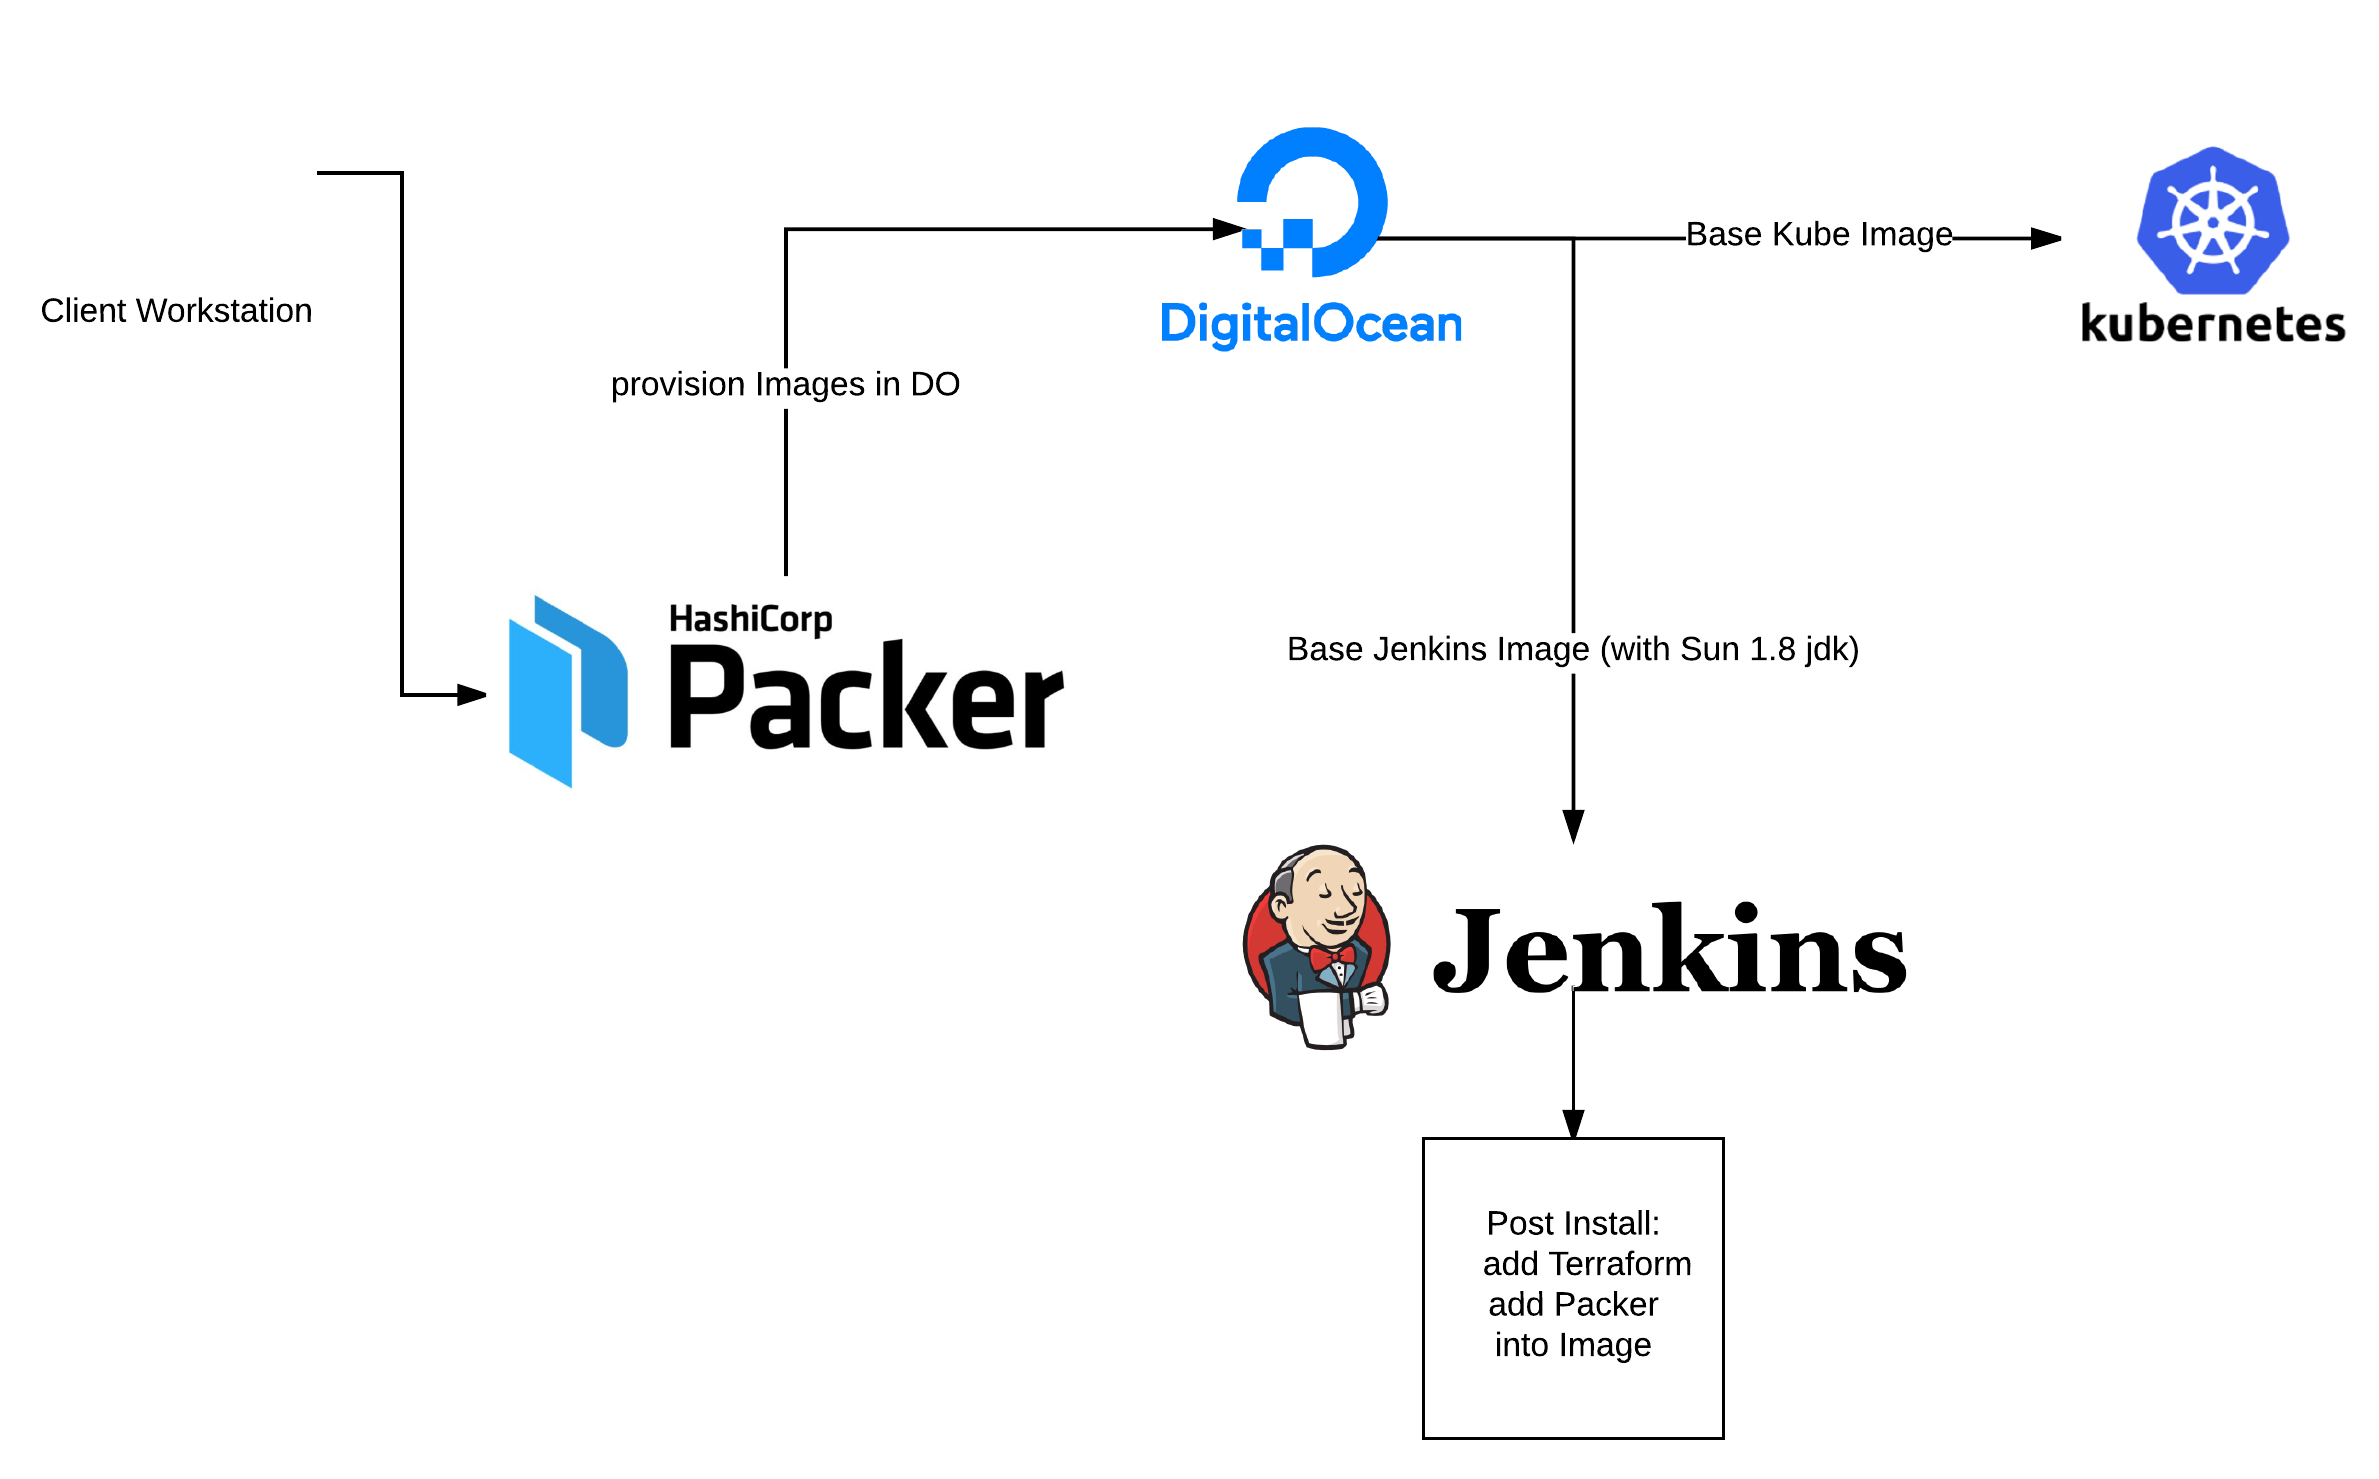 Client Workstation
provision Images in DO
HashiCorp
Packer
DigitalOcean
Base Kube Image
kubernetes
Base Jenkins Image (with Sun 1.8 jdk)
Jenkins
Post Install:
add Terraform
add Packer
into Image